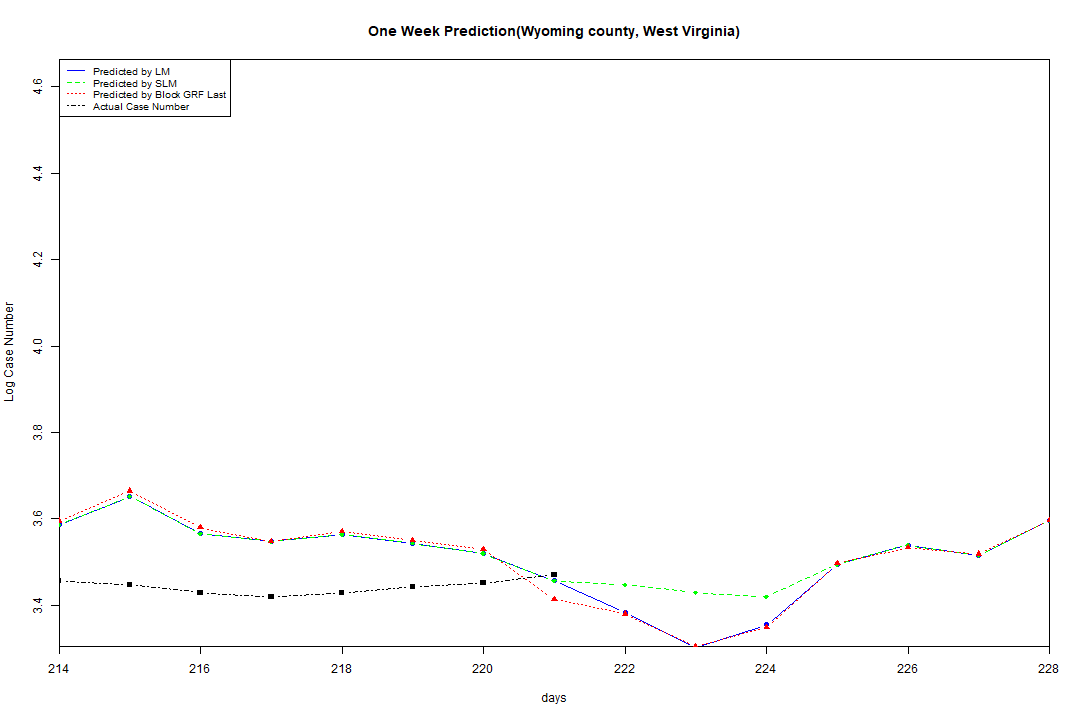 One Week Prediction(Wyoming county, West Virginia)
Predicted by LM
Predicted by SLM
Predicted by Block GRF Last
Actual Case Number
4.6
4.4
4.2
4.0
3.8
3.6
3.4
Log Case Number
214 216 218 220 222 224 226 228
days